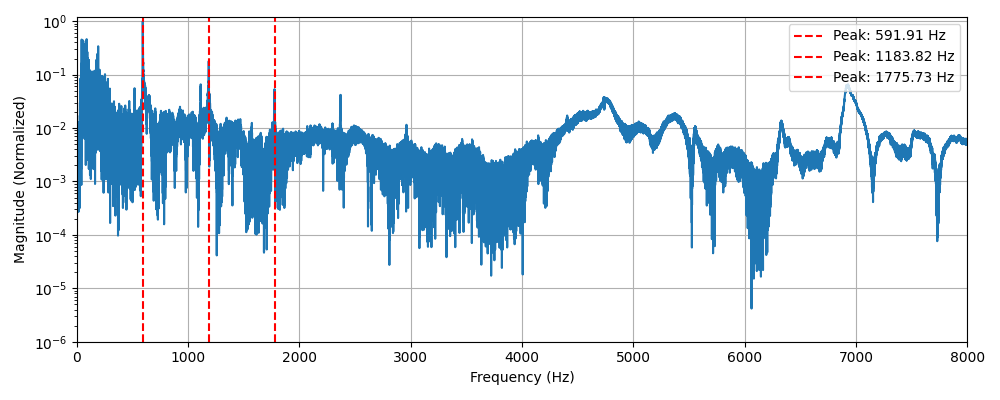 10⁰
10⁻¹
10⁻²
10⁻³
10⁻⁴
10⁻⁵
10⁻⁶
Magnitude (Normalized)
Peak: 591.91 Hz
Peak: 1183.82 Hz
Peak: 1775.73 Hz
0 1000 2000 3000 4000 5000 6000 7000 8000
Frequency (Hz)